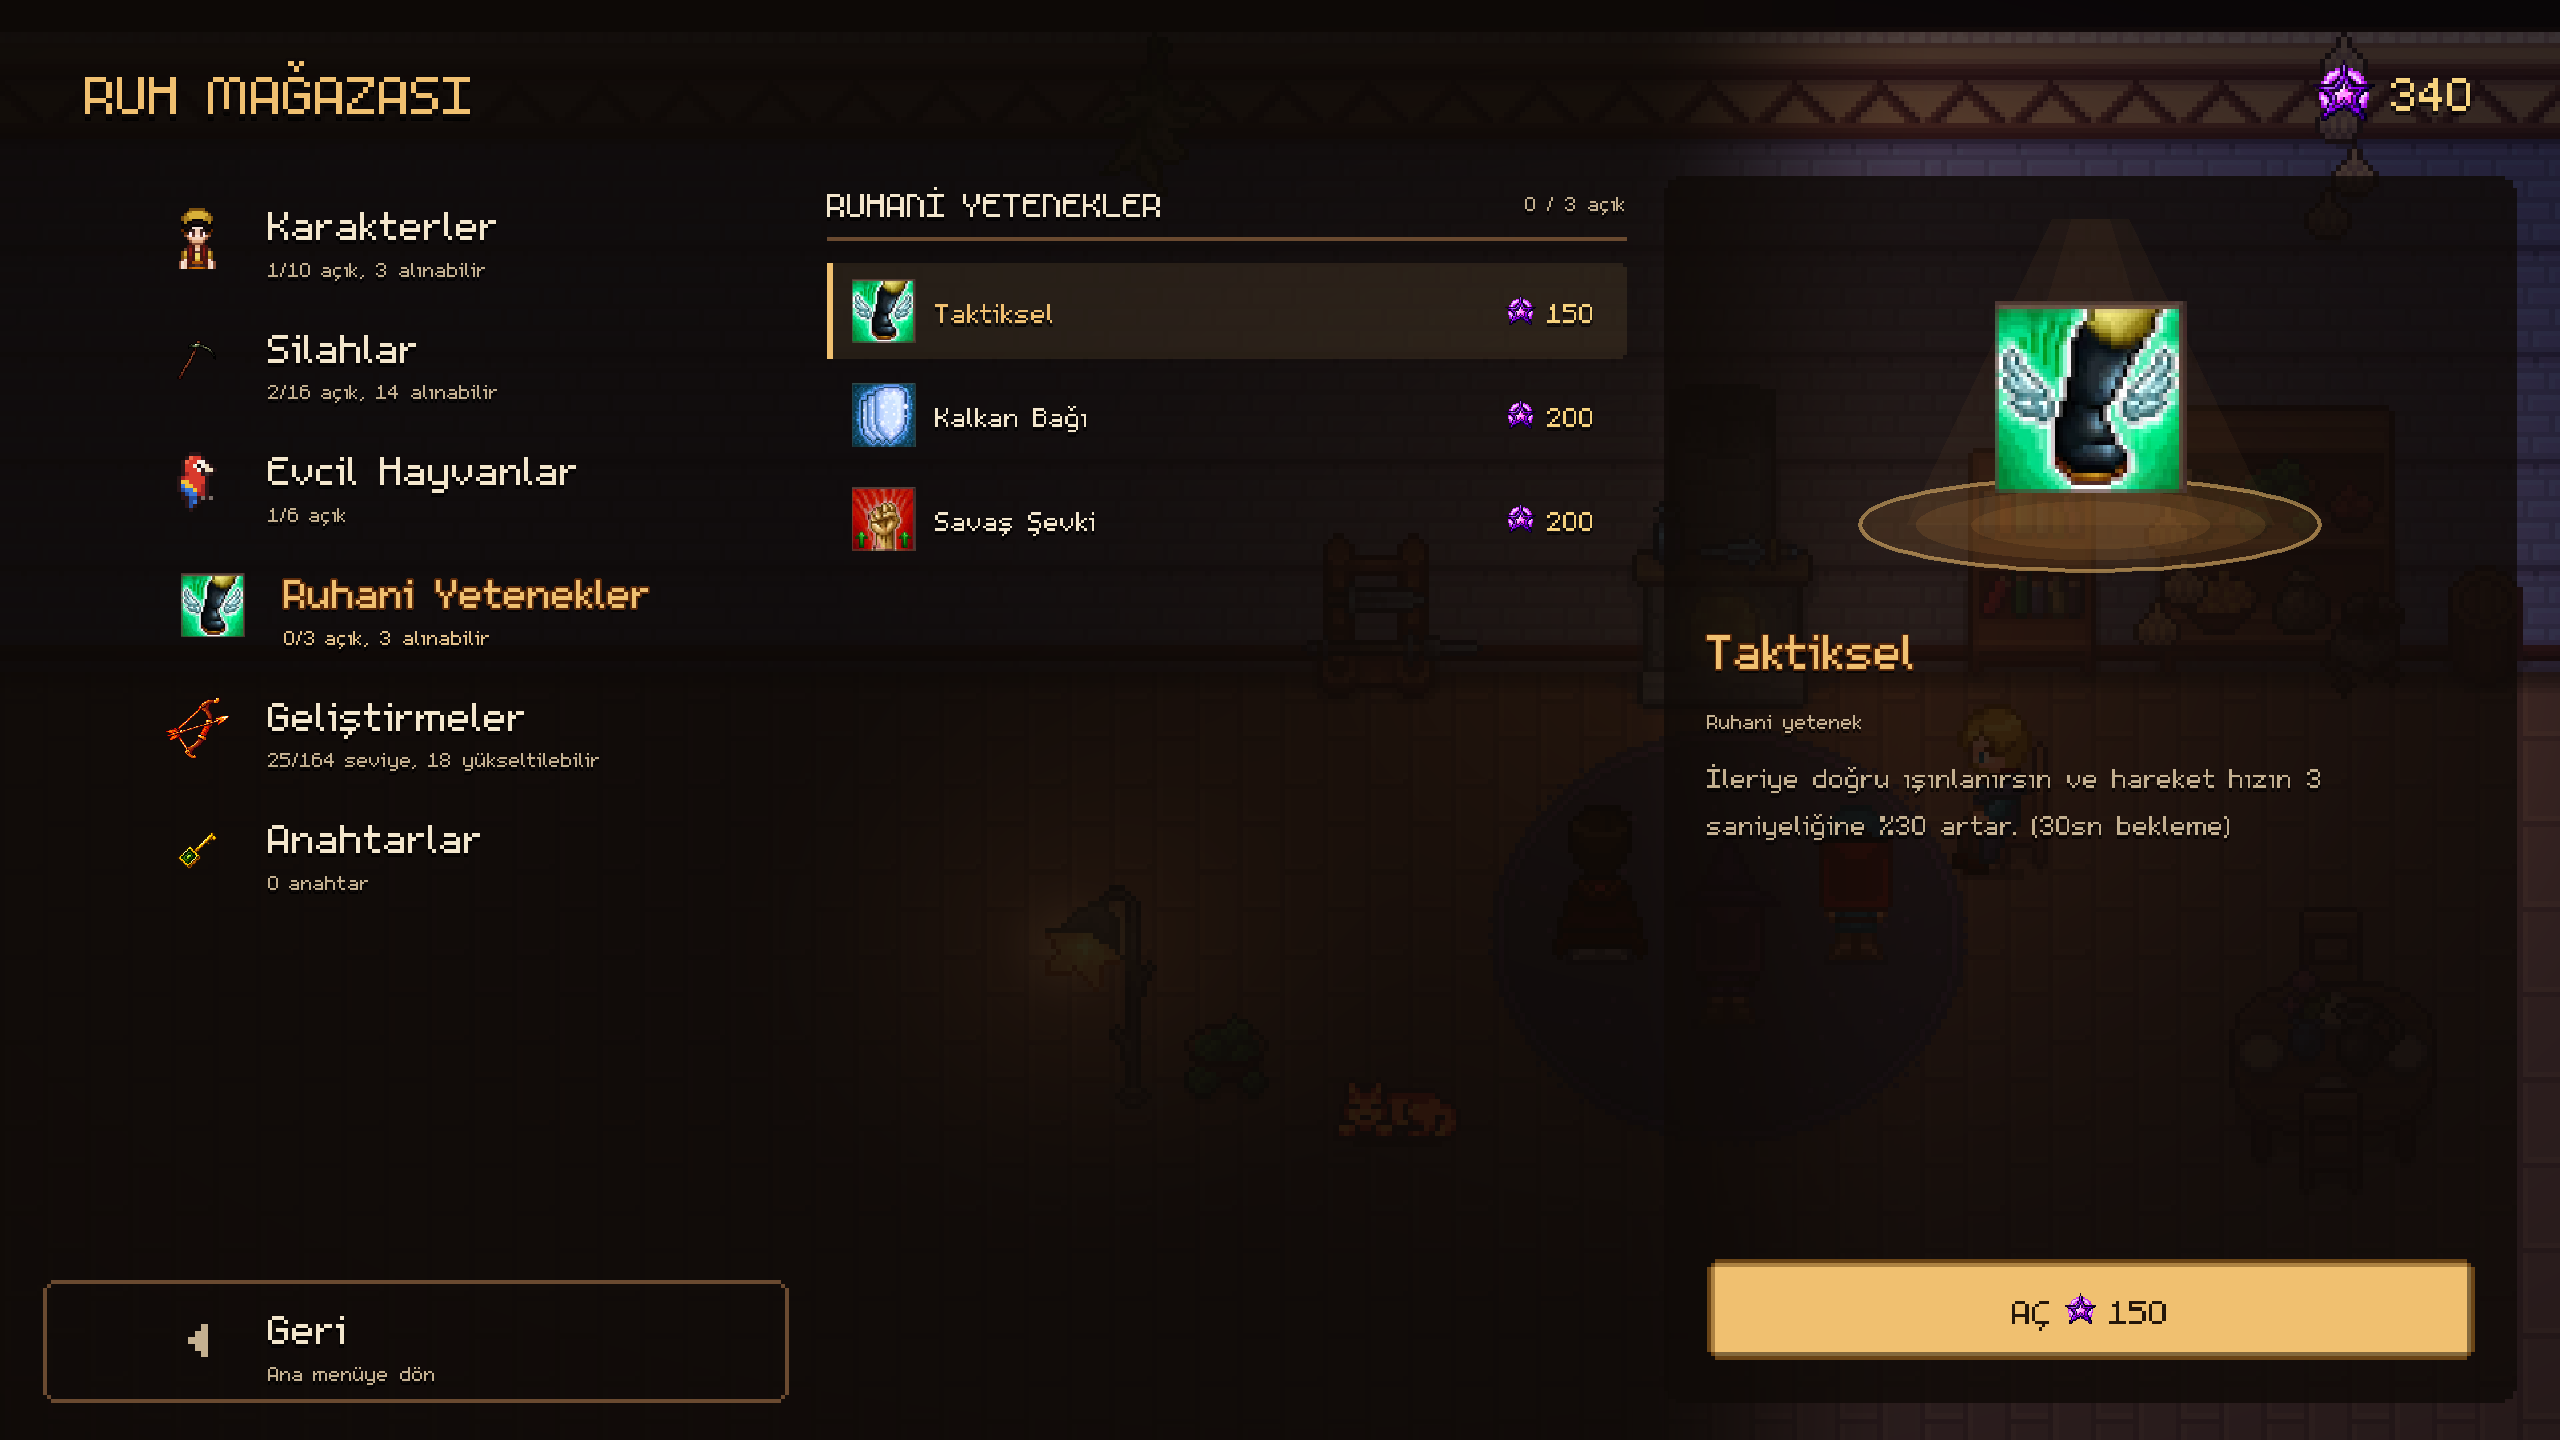 RUH MAĞAZASI
340
Karakterler
1/10 açık, 3 alınabilir
Silahlar
2/16 açık, 14 alınabilir
Evcil Hayvanlar
1/6 açık
Ruhani Yetenekler
0/3 açık, 3 alınabilir
Geliştirmeler
25/164 seviye, 18 yükseltilebilir
Anahtarlar
0 anahtar
Geri
Ana menüye dön
RUHANİ YETENEKLER
0 / 3 açık
Taktiksel
150
Kalkan Bağı
200
Savaş Şevki
200
Taktiksel
Ruhani yetenek
İleriye doğru ışınlanırsın ve hareket hızın 3
saniyeliğine %30 artar. (30sn bekleme)
AÇ 150